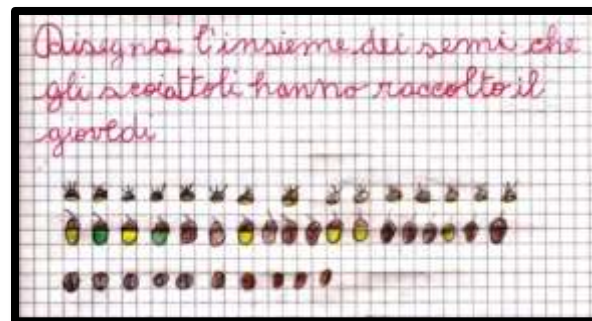 Disegna l'insieme dei semi che
gli scoiattoli hanno raccolto il
giovedì